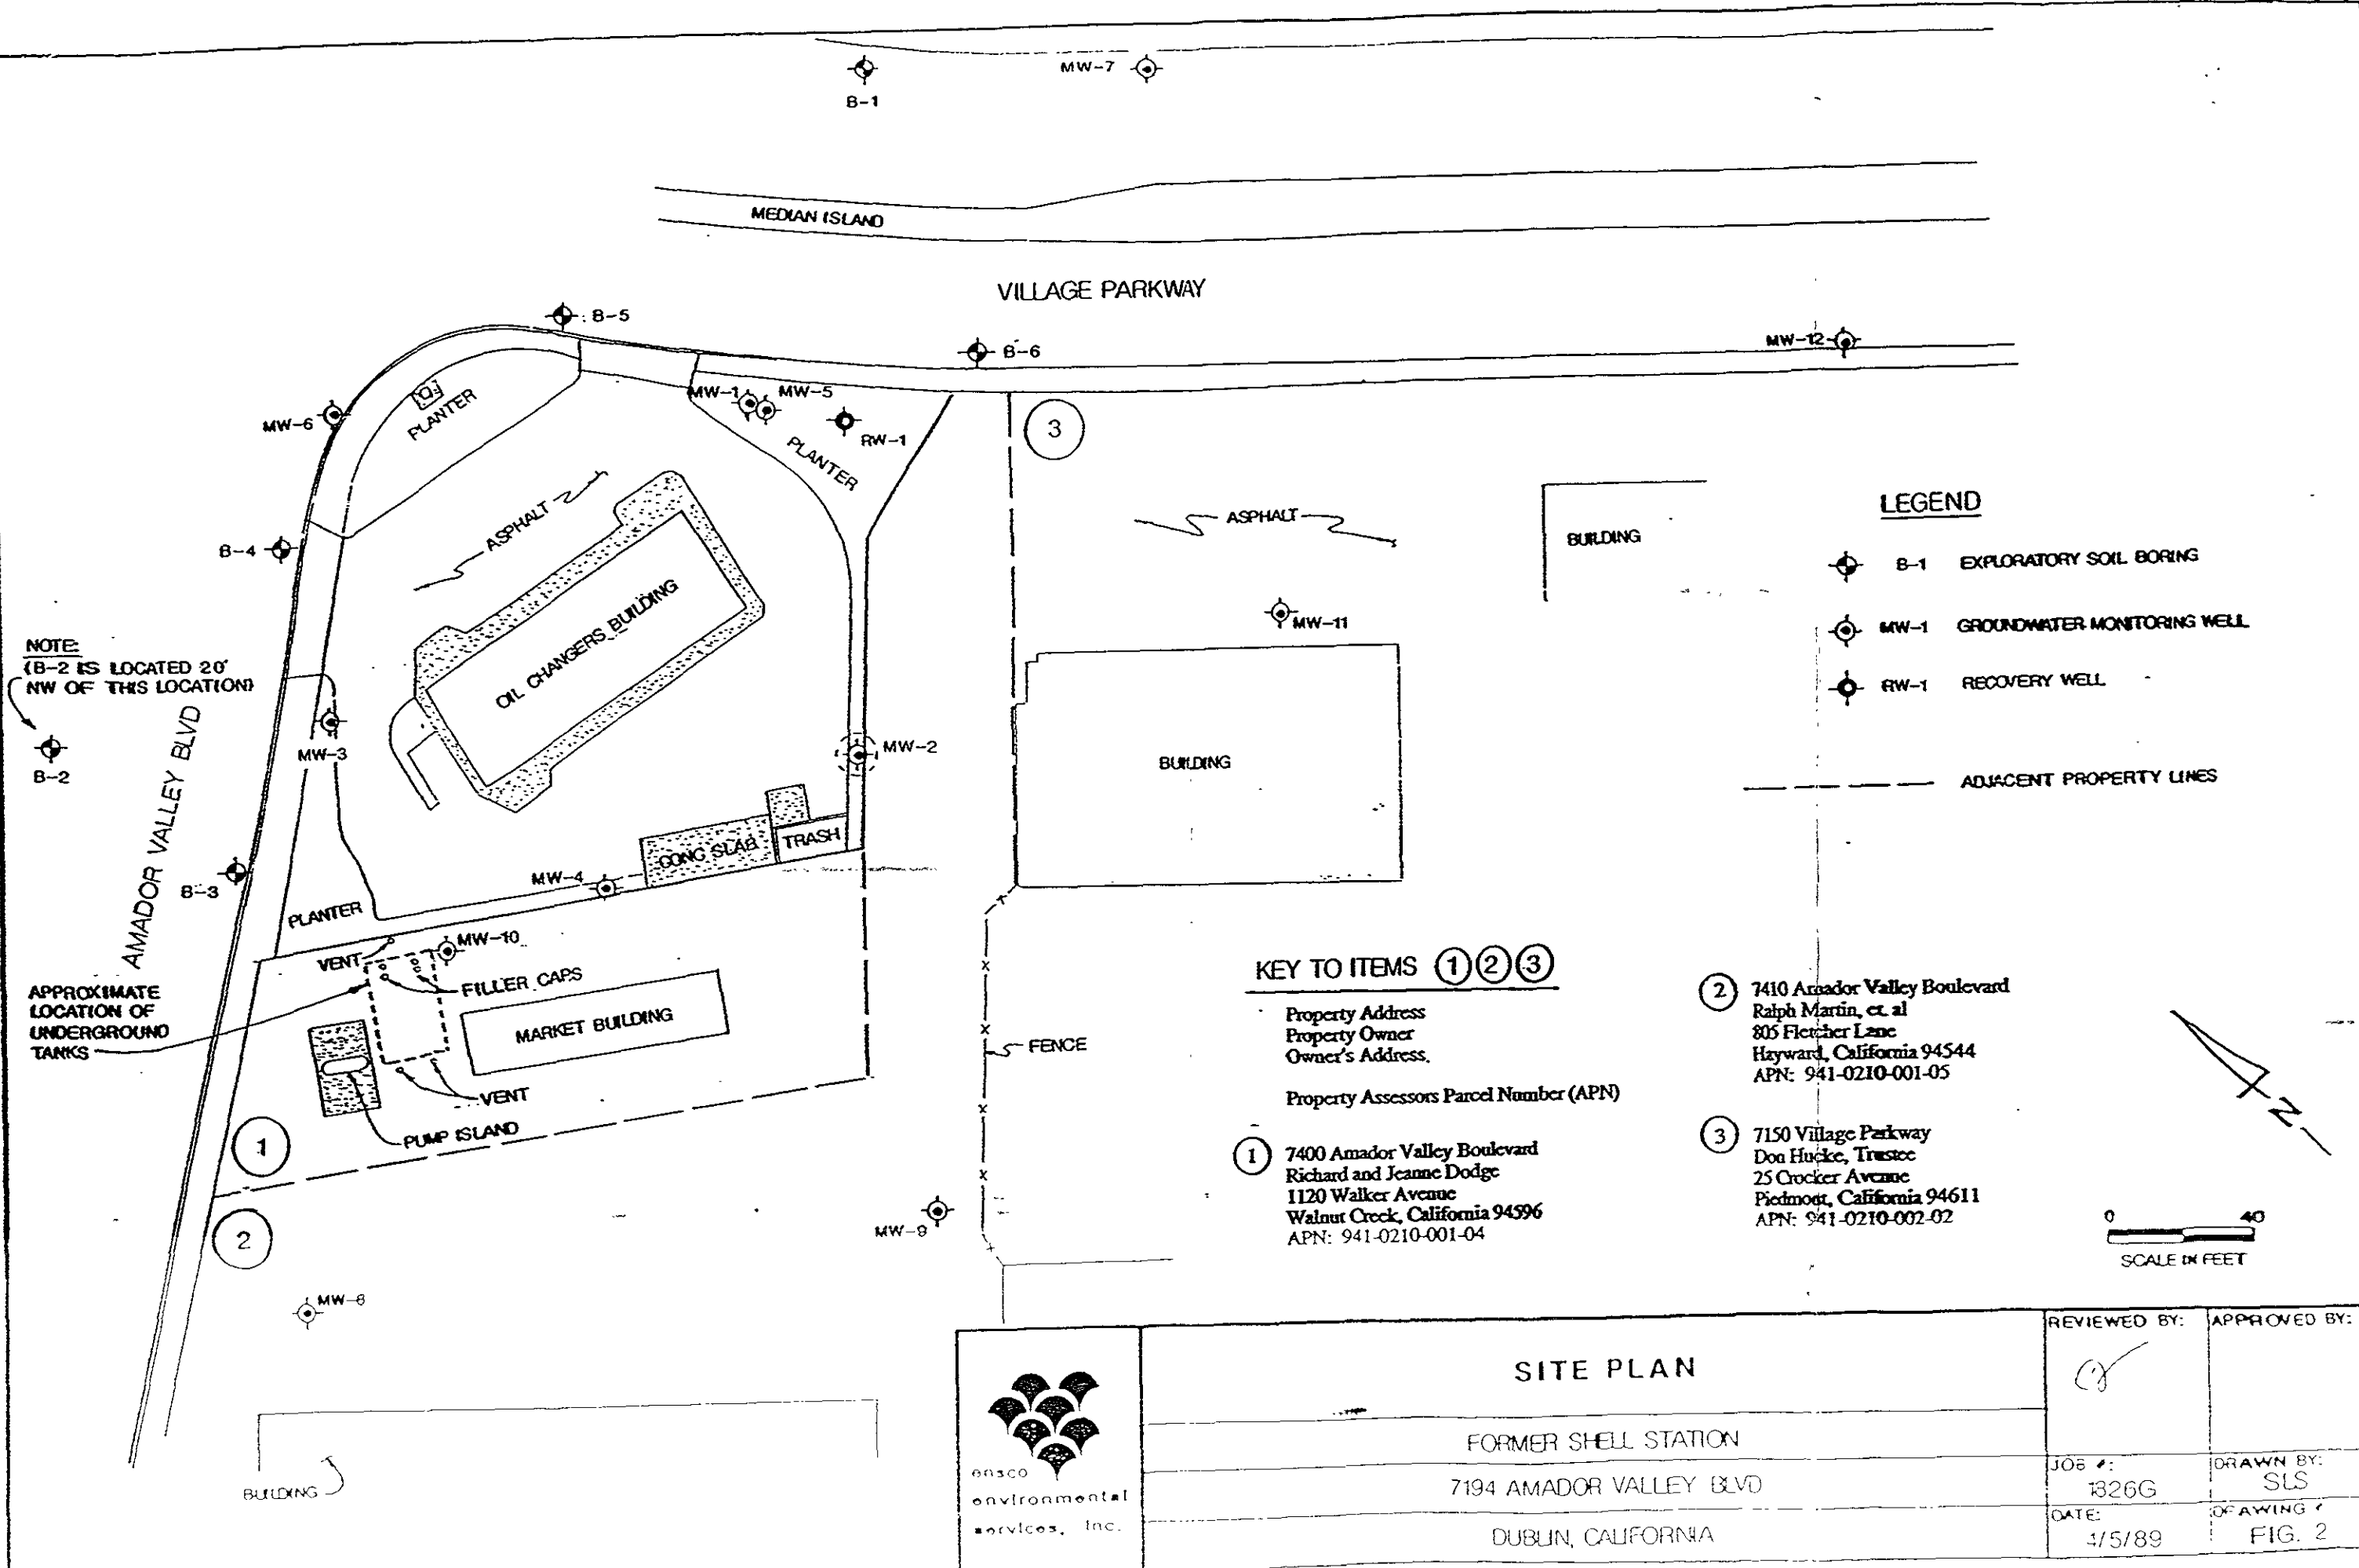 B-1
MW-7
MEDIAN ISLAND
VILLAGE PARKWAY
B-5
B-6
MW-12
MW-6
PLANTER
MW-1
MW-5
RW-1
PLANTER
3
ASPHALT
ASPHALT
BUILDING
B-4
OIL CHANGERS BUILDING
MW-11
LEGEND
B-1 EXPLORATORY SOIL BORING
MW-1 GROUNDWATER MONITORING WELL
RW-1 RECOVERY WELL
ADJACENT PROPERTY LINES
NOTE:
(B-2 IS LOCATED 20'
NW OF THIS LOCATION)
B-2
AMADOR VALLEY BLVD
MW-3
MW-2
BUILDING
B-3
CONC SLAB
TRASH
MW-4
PLANTER
MW-10
VENT
FILLER CAPS
APPROXIMATE
LOCATION OF
UNDERGROUND
TANKS
MARKET BUILDING
FENCE
VENT
PUMP ISLAND
1
2
MW-9
MW-8
BUILDING
KEY TO ITEMS 1 2 3
Property Address
Property Owner
Owner's Address.
Property Assessors Parcel Number (APN)
1 7400 Amador Valley Boulevard
Richard and Jeanne Dodge
1120 Walker Avenue
Walnut Creek, California 94596
APN: 941-0210-001-04
2 7410 Amador Valley Boulevard
Ralph Martin, et. al
805 Fletcher Lane
Hayward, California 94544
APN: 941-0210-001-05
3 7150 Village Parkway
Don Hucke, Trustee
25 Crocker Avenue
Piedmont, California 94611
APN: 941-0210-002-02
N
0 40
SCALE IN FEET
ensco
environmental
services, inc.
SITE PLAN
FORMER SHELL STATION
7194 AMADOR VALLEY BLVD
DUBLIN, CALIFORNIA
REVIEWED BY:
APPROVED BY:
JOB #:
1826G
DRAWN BY:
SLS
DATE:
4/5/89
DRAWING #
FIG. 2